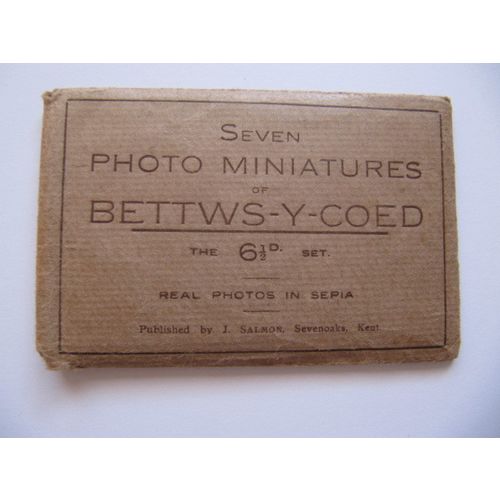 SEVEN
PHOTO MINIATURES
OF
BETTWS-Y-COED
THE 6½D. SET.
REAL PHOTOS IN SEPIA
Published by J. SALMON, Sevenoaks, Kent